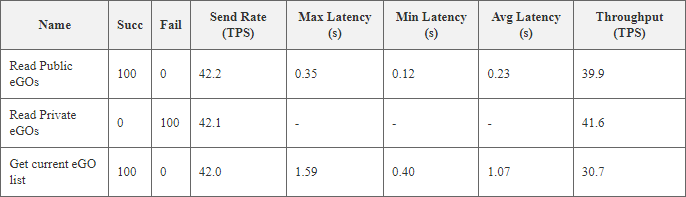 Name Succ Fail Send Rate (TPS) Max Latency (s) Min Latency (s) Avg Latency (s) Throughput (TPS)
Read Public eGOs 100 0 42.2 0.35 0.12 0.23 39.9
Read Private eGOs 0 100 42.1 - - - 41.6
Get current eGO list 100 0 42.0 1.59 0.40 1.07 30.7